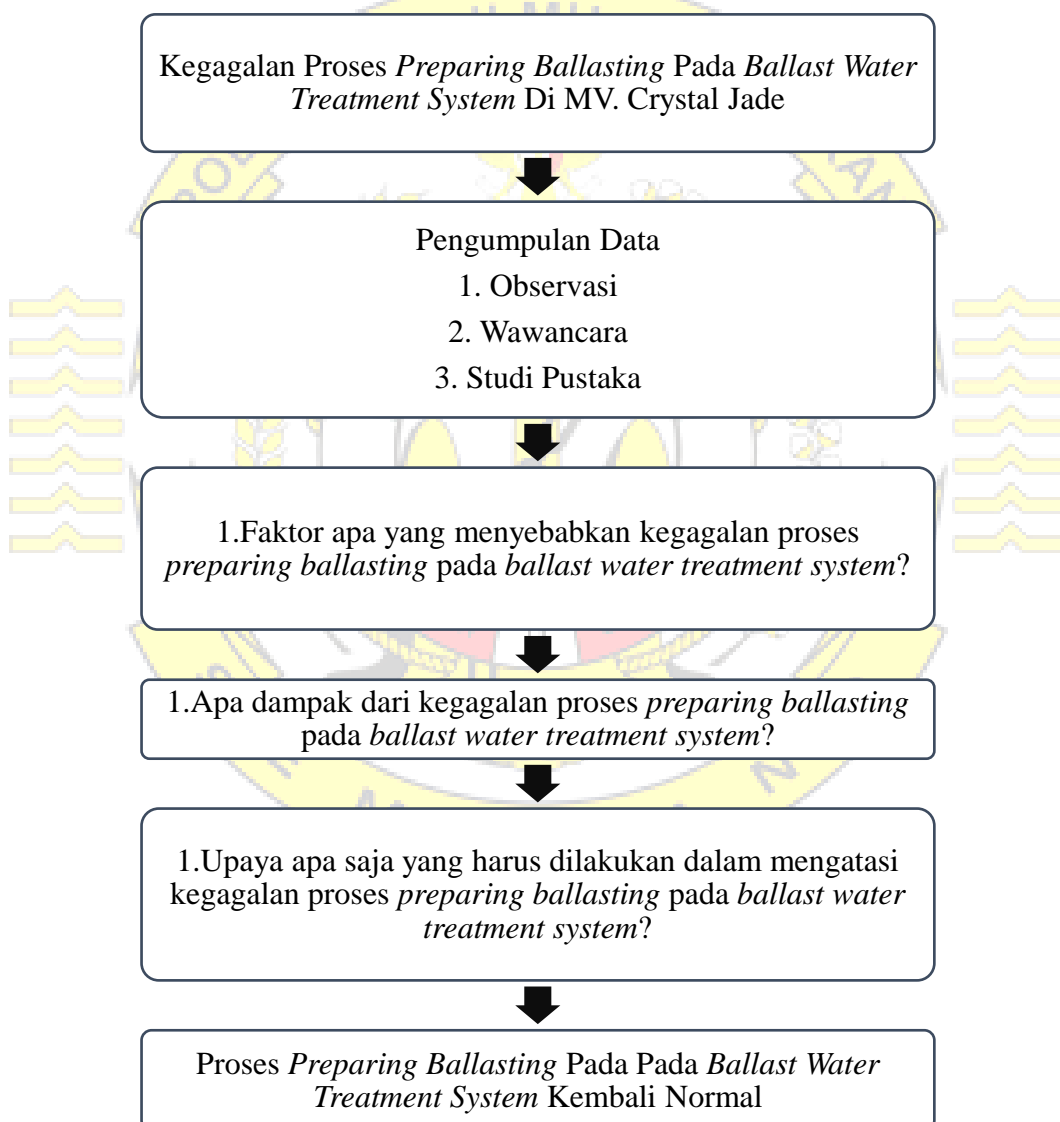 Kegagalan Proses Preparing Ballasting Pada Ballast Water
Treatment System Di MV. Crystal Jade
Pengumpulan Data
1. Observasi
2. Wawancara
3. Studi Pustaka
1.Faktor apa yang menyebabkan kegagalan proses
preparing ballasting pada ballast water treatment system?
1.Apa dampak dari kegagalan proses preparing ballasting
pada ballast water treatment system?
1.Upaya apa saja yang harus dilakukan dalam mengatasi
kegagalan proses preparing ballasting pada ballast water
treatment system?
Proses Preparing Ballasting Pada Pada Ballast Water
Treatment System Kembali Normal